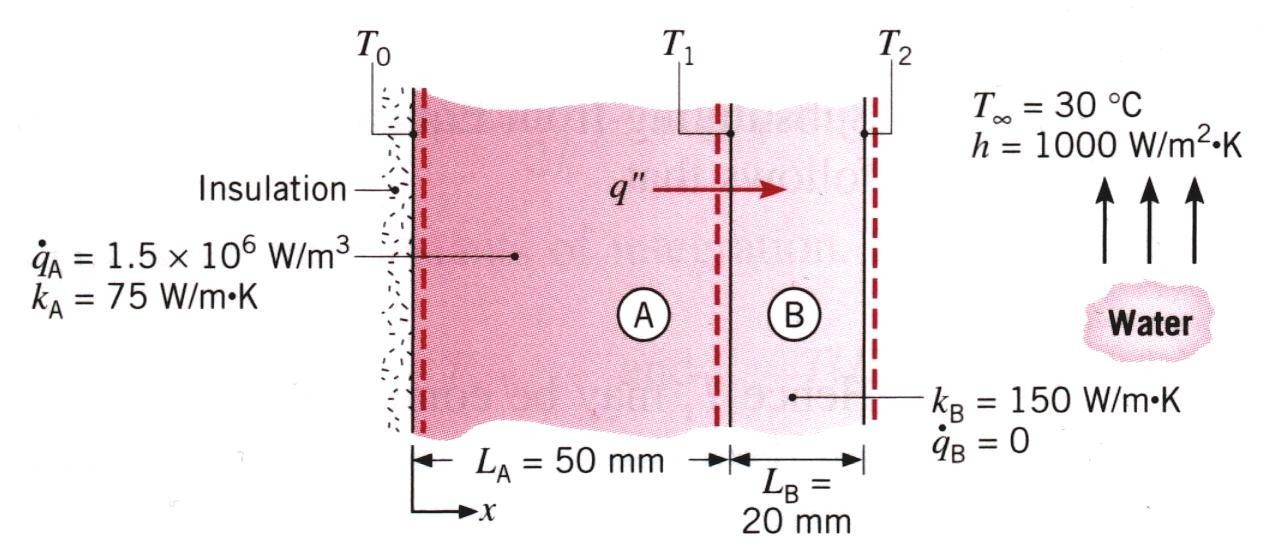 T₀
T₁
T₂
T∞ = 30 °C
h = 1000 W/m²•K
Insulation
q"
q̇A = 1.5 × 10⁶ W/m³
kA = 75 W/m•K
A
B
Water
kB = 150 W/m•K
q̇B = 0
LA = 50 mm
LB =
20 mm
x